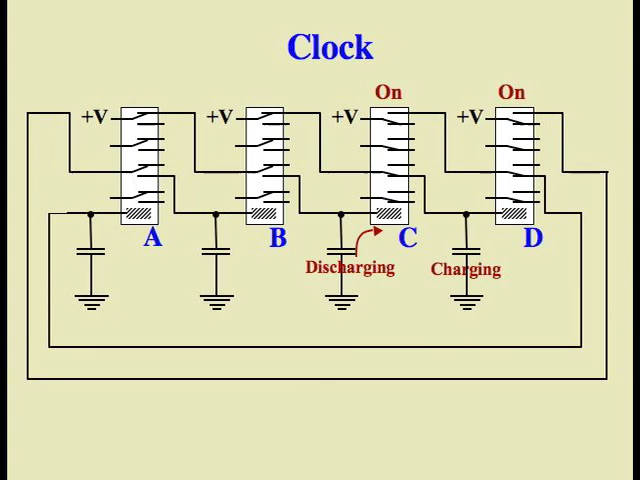 Clock
On On
+V +V +V +V
A B C D
Discharging Charging